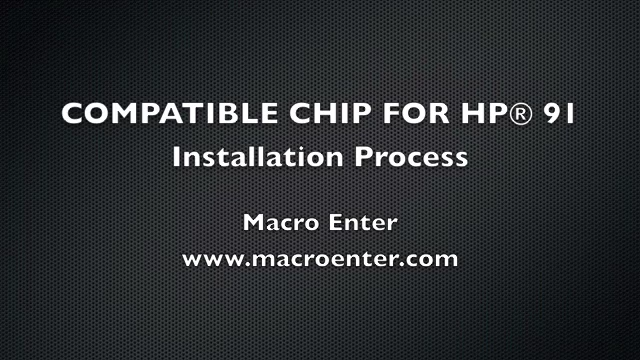 COMPATIBLE CHIP FOR HP® 91
Installation Process
Macro Enter
www.macroenter.com